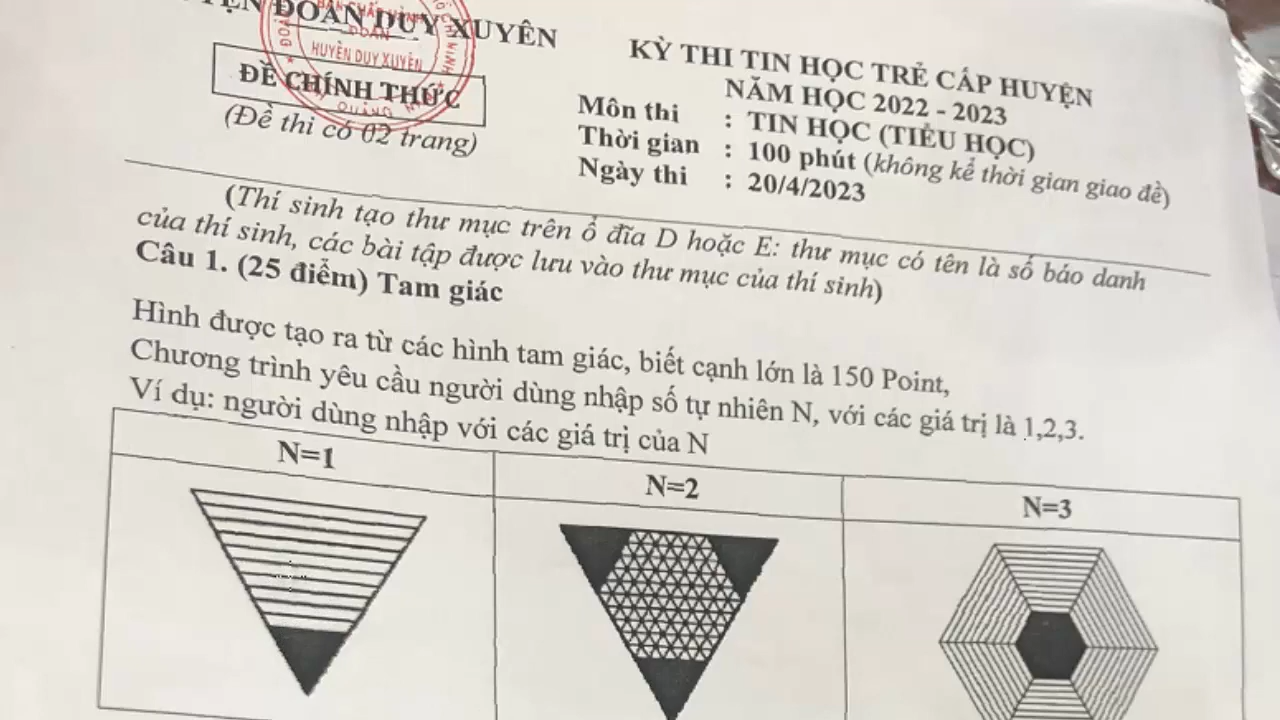 HUYỆN ĐOÀN DUY XUYÊN
HUYỆN DUY XUYÊN
ĐỀ CHÍNH THỨC
(Đề thi có 02 trang)
KỲ THI TIN HỌC TRẺ CẤP HUYỆN
NĂM HỌC 2022 - 2023
Môn thi : TIN HỌC (TIỂU HỌC)
Thời gian : 100 phút (không kể thời gian giao đề)
Ngày thi : 20/4/2023
(Thí sinh tạo thư mục trên ổ đĩa D hoặc E: thư mục có tên là số báo danh
của thí sinh, các bài tập được lưu vào thư mục của thí sinh)
Câu 1. (25 điểm) Tam giác
Hình được tạo ra từ các hình tam giác, biết cạnh lớn là 150 Point,
Chương trình yêu cầu người dùng nhập số tự nhiên N, với các giá trị là 1,2,3.
Ví dụ: người dùng nhập với các giá trị của N
N=1
N=2
N=3